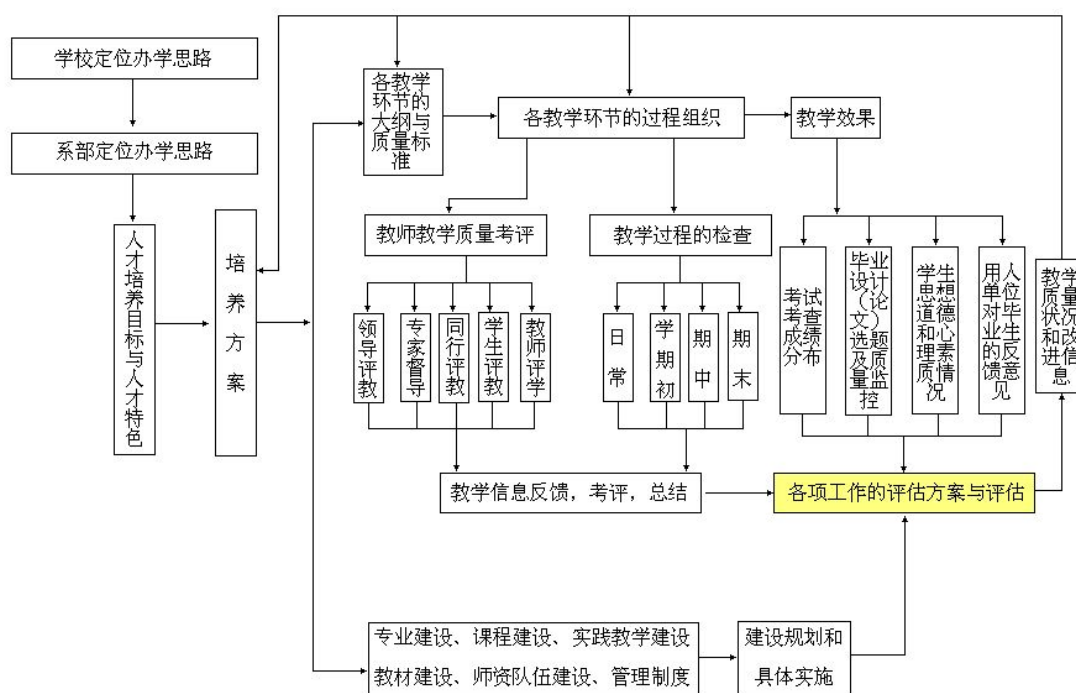 学校定位办学思路
系部定位办学思路
人才培养目标与人才特色
培养方案
各教学
环节的
大纲与
质量标
准
各教学环节的过程组织
教学效果
教师教学质量考评
教学过程的检查
领导评教
专家督导
同行评教
学生评教
教师评学
日常
学期初
期中
期末
考试
考查
成绩
分布
毕业
设计
（论
文）
选题
及质
量监
控
学生
思想
道德
和心
理素
质情
况
用人
单位
对毕
业生
的反
馈意
见
教学
质量
状况
和改
进信
息
教学信息反馈，考评，总结
各项工作的评估方案与评估
专业建设、课程建设、实践教学建设
教材建设、师资队伍建设、管理制度
建设规划和
具体实施